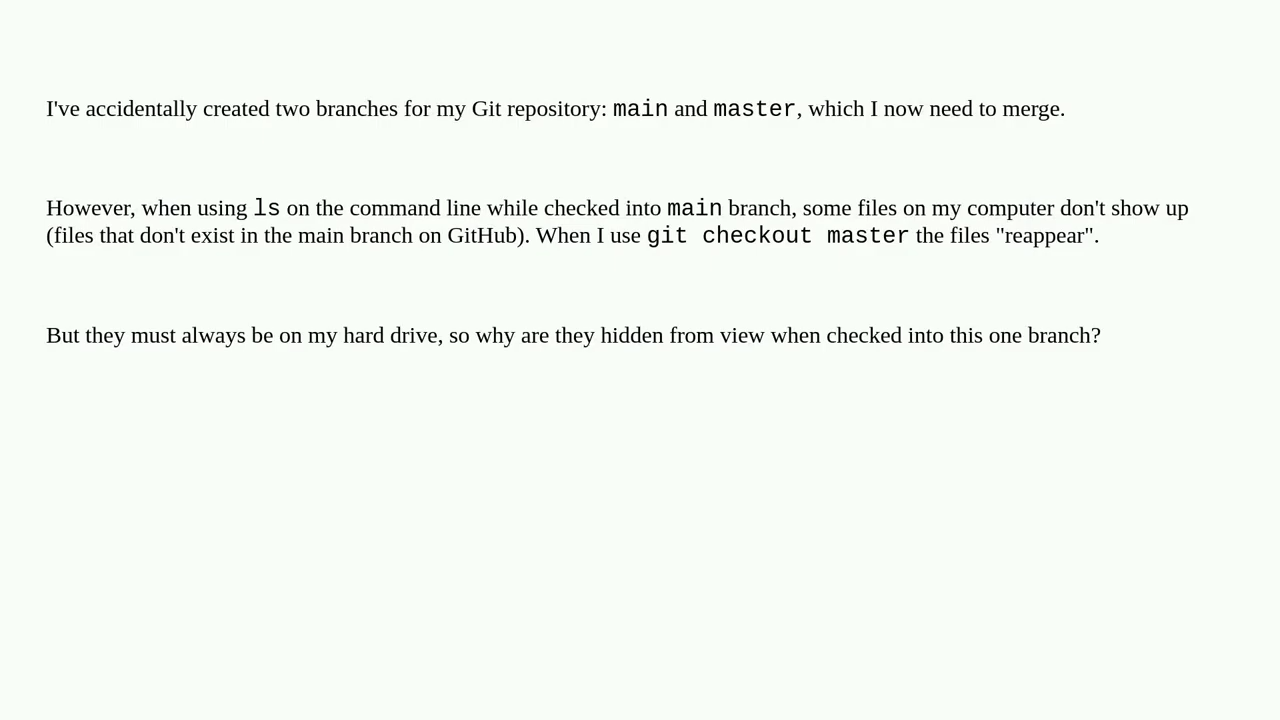 I've accidentally created two branches for my Git repository: main and master, which I now need to merge.
However, when using ls on the command line while checked into main branch, some files on my computer don't show up
(files that don't exist in the main branch on GitHub). When I use git checkout master the files "reappear".
But they must always be on my hard drive, so why are they hidden from view when checked into this one branch?